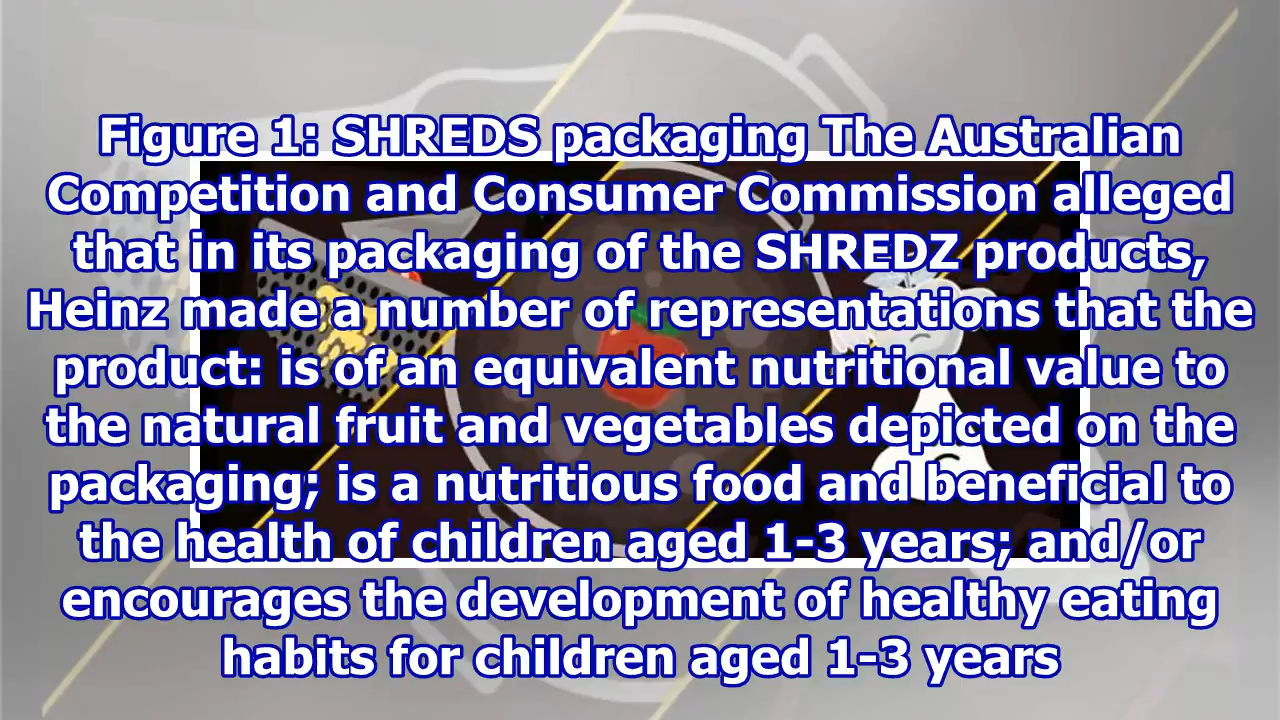 Figure 1: SHREDS packaging The Australian
Competition and Consumer Commission alleged
that in its packaging of the SHREDZ products,
Heinz made a number of representations that the
product: is of an equivalent nutritional value to
the natural fruit and vegetables depicted on the
packaging; is a nutritious food and beneficial to
the health of children aged 1-3 years; and/or
encourages the development of healthy eating
habits for children aged 1-3 years